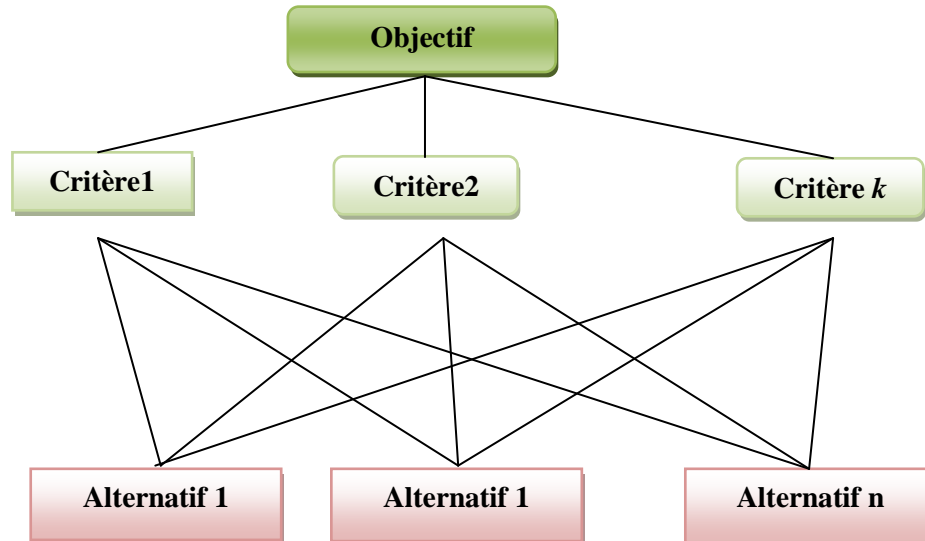 Objectif
Critère1
Critère2
Critère k
Alternatif 1
Alternatif 1
Alternatif n